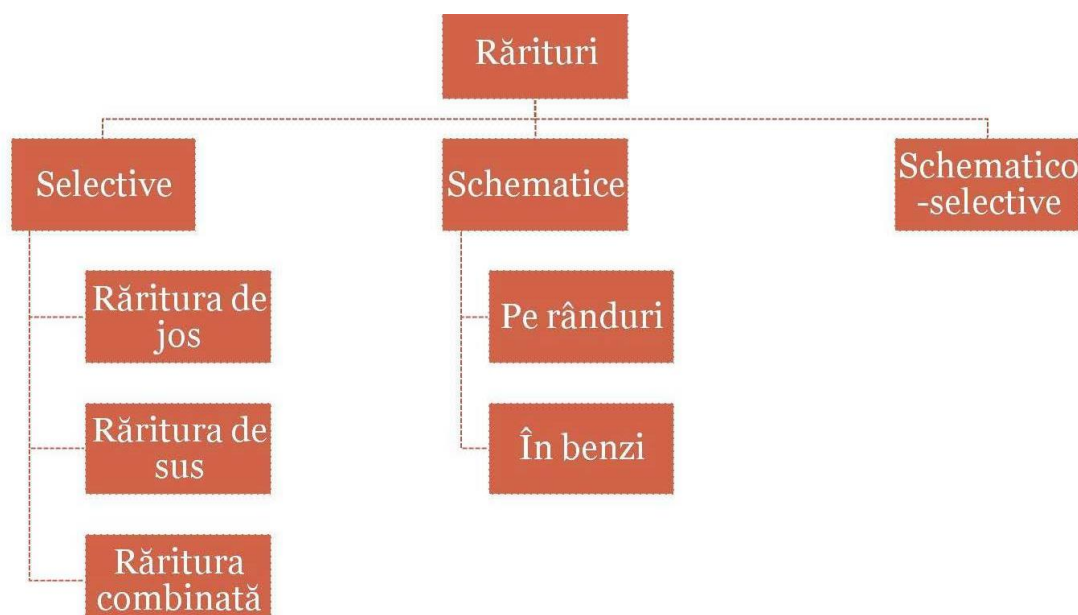 Rărituri
Selective
Schematice
Schematico
-selective
Răritura de
jos
Pe rânduri
Răritura de
sus
În benzi
Răritura
combinată